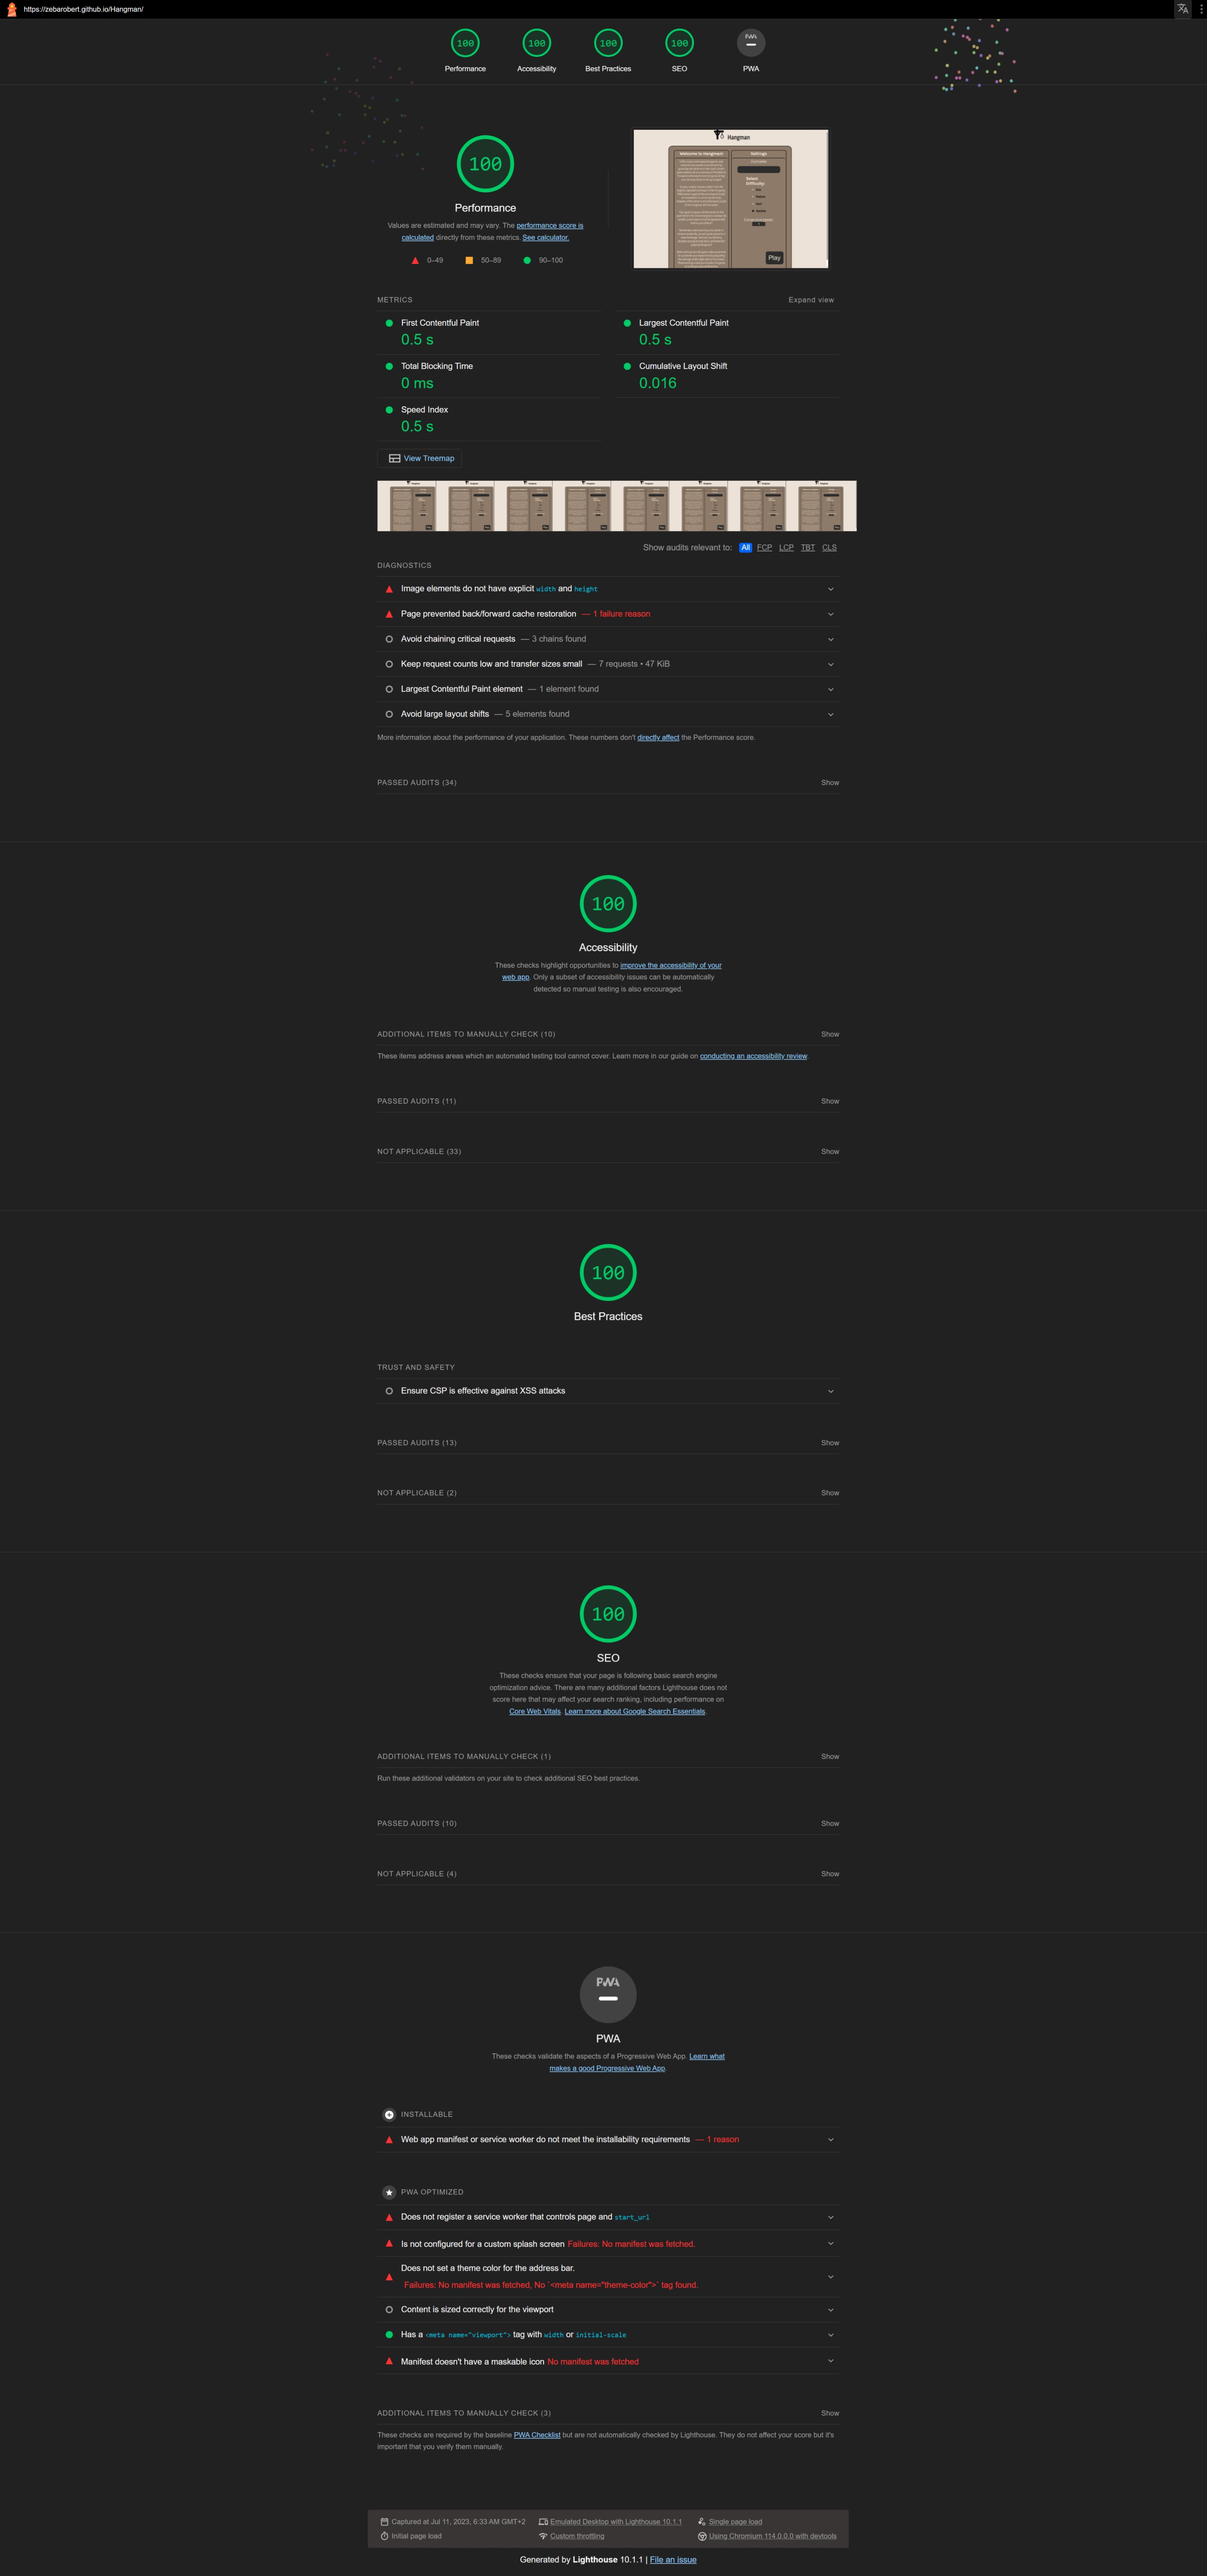 https://zebarobert.github.io/Hangman/
100 100 100 100 PWA
Performance Accessibility Best Practices SEO PWA
100
Performance
Values are estimated and may vary. The performance score is
calculated directly from these metrics. See calculator.
0–49 50–89 90–100
Hangman
Welcome to Hangman!
Settings
Select
Difficulty:
Play
METRICS
Expand view
First Contentful Paint
0.5 s
Largest Contentful Paint
0.5 s
Total Blocking Time
0 ms
Cumulative Layout Shift
0.016
Speed Index
0.5 s
View Treemap
Show audits relevant to: All FCP LCP TBT CLS
DIAGNOSTICS
Image elements do not have explicit width and height
Page prevented back/forward cache restoration — 1 failure reason
Avoid chaining critical requests — 3 chains found
Keep request counts low and transfer sizes small — 7 requests • 47 KiB
Largest Contentful Paint element — 1 element found
Avoid large layout shifts — 5 elements found
More information about the performance of your application. These numbers don't directly affect the Performance score.
PASSED AUDITS (34) Show
100
Accessibility
These checks highlight opportunities to improve the accessibility of your
web app. Only a subset of accessibility issues can be automatically
detected so manual testing is also encouraged.
ADDITIONAL ITEMS TO MANUALLY CHECK (10) Show
These items address areas which an automated testing tool cannot cover. Learn more in our guide on conducting an accessibility review.
PASSED AUDITS (11) Show
NOT APPLICABLE (33) Show
100
Best Practices
TRUST AND SAFETY
Ensure CSP is effective against XSS attacks
PASSED AUDITS (13) Show
NOT APPLICABLE (2) Show
100
SEO
These checks ensure that your page is following basic search engine
optimization advice. There are many additional factors Lighthouse does not
score here that may affect your search ranking, including performance on
Core Web Vitals. Learn more about Google Search Essentials.
ADDITIONAL ITEMS TO MANUALLY CHECK (1) Show
Run these additional validators on your site to check additional SEO best practices.
PASSED AUDITS (10) Show
NOT APPLICABLE (4) Show
PWA
PWA
These checks validate the aspects of a Progressive Web App. Learn what
makes a good Progressive Web App.
INSTALLABLE
Web app manifest or service worker do not meet the installability requirements — 1 reason
PWA OPTIMIZED
Does not register a service worker that controls page and start_url
Is not configured for a custom splash screen Failures: No manifest was fetched.
Does not set a theme color for the address bar.
Failures: No manifest was fetched, No `<meta name="theme-color">` tag found.
Content is sized correctly for the viewport
Has a <meta name="viewport"> tag with width or initial-scale
Manifest doesn't have a maskable icon No manifest was fetched
ADDITIONAL ITEMS TO MANUALLY CHECK (3) Show
These checks are required by the baseline PWA Checklist but are not automatically checked by Lighthouse. They do not affect your score but it's
important that you verify them manually.
Captured at Jul 11, 2023, 6:33 AM GMT+2 Emulated Desktop with Lighthouse 10.1.1 Single page load
Initial page load Custom throttling Using Chromium 114.0.0.0 with devtools
Generated by Lighthouse 10.1.1 | File an issue